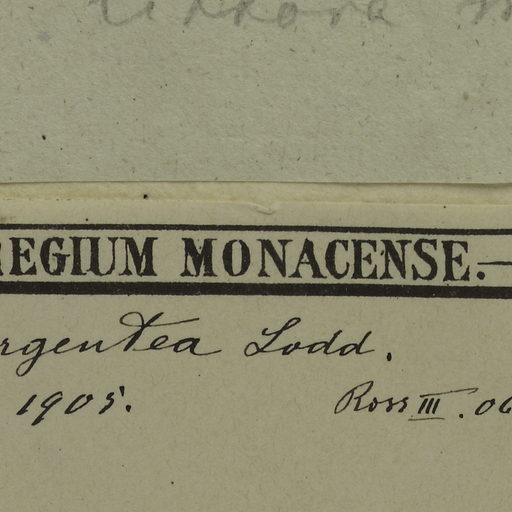 REGIUM MONACENSE.—
rgentea Lodd.
1905. Ross III. 06